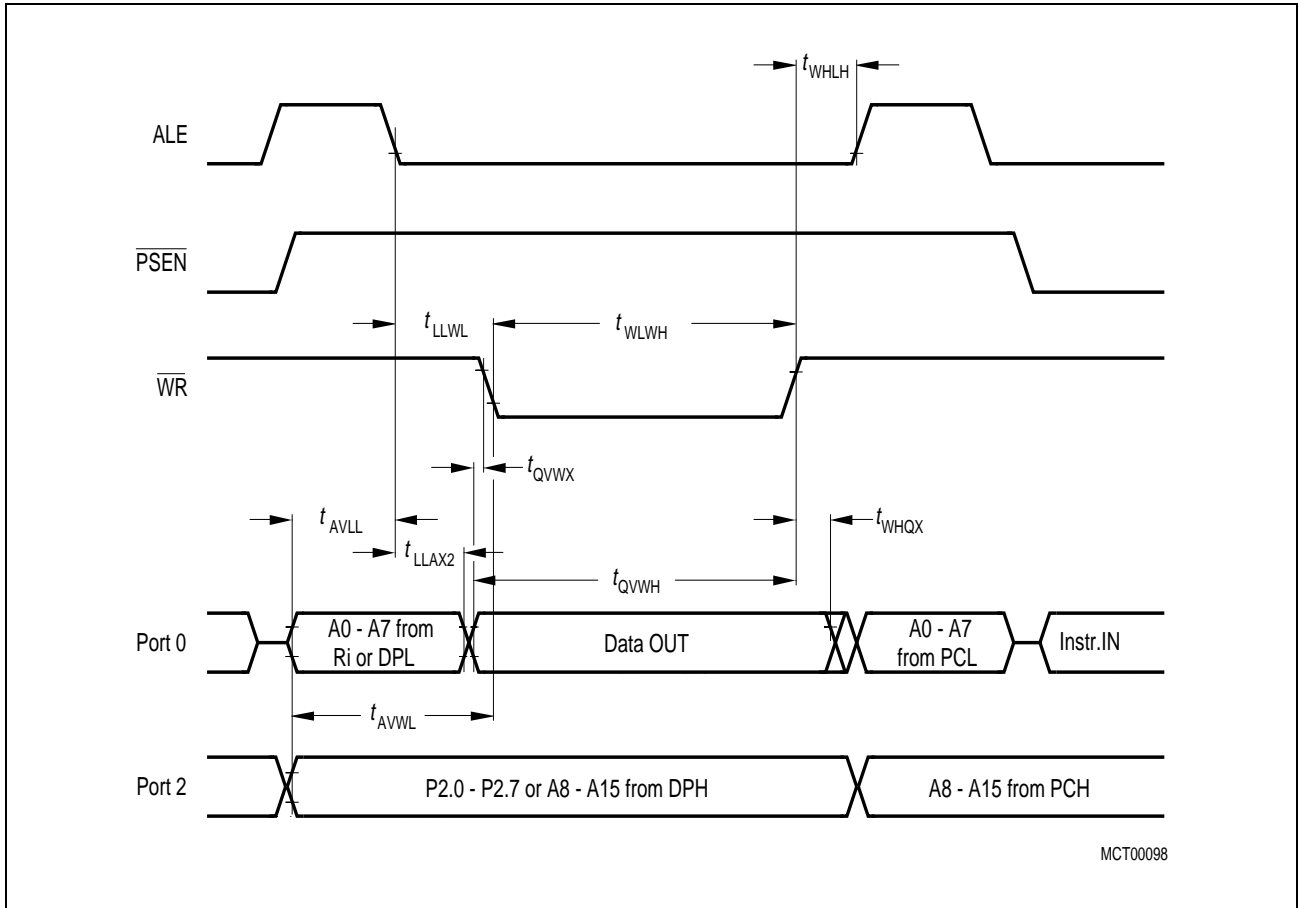 t WHLH
ALE
PSEN
t LLWL
t WLWH
WR
t QVWX
t AVLL
t WHQX
t LLAX2
t QVWH
Port 0
A0 - A7 from
Ri or DPL
Data OUT
A0 - A7
from PCL
Instr.IN
t AVWL
Port 2
P2.0 - P2.7 or A8 - A15 from DPH
A8 - A15 from PCH
MCT00098